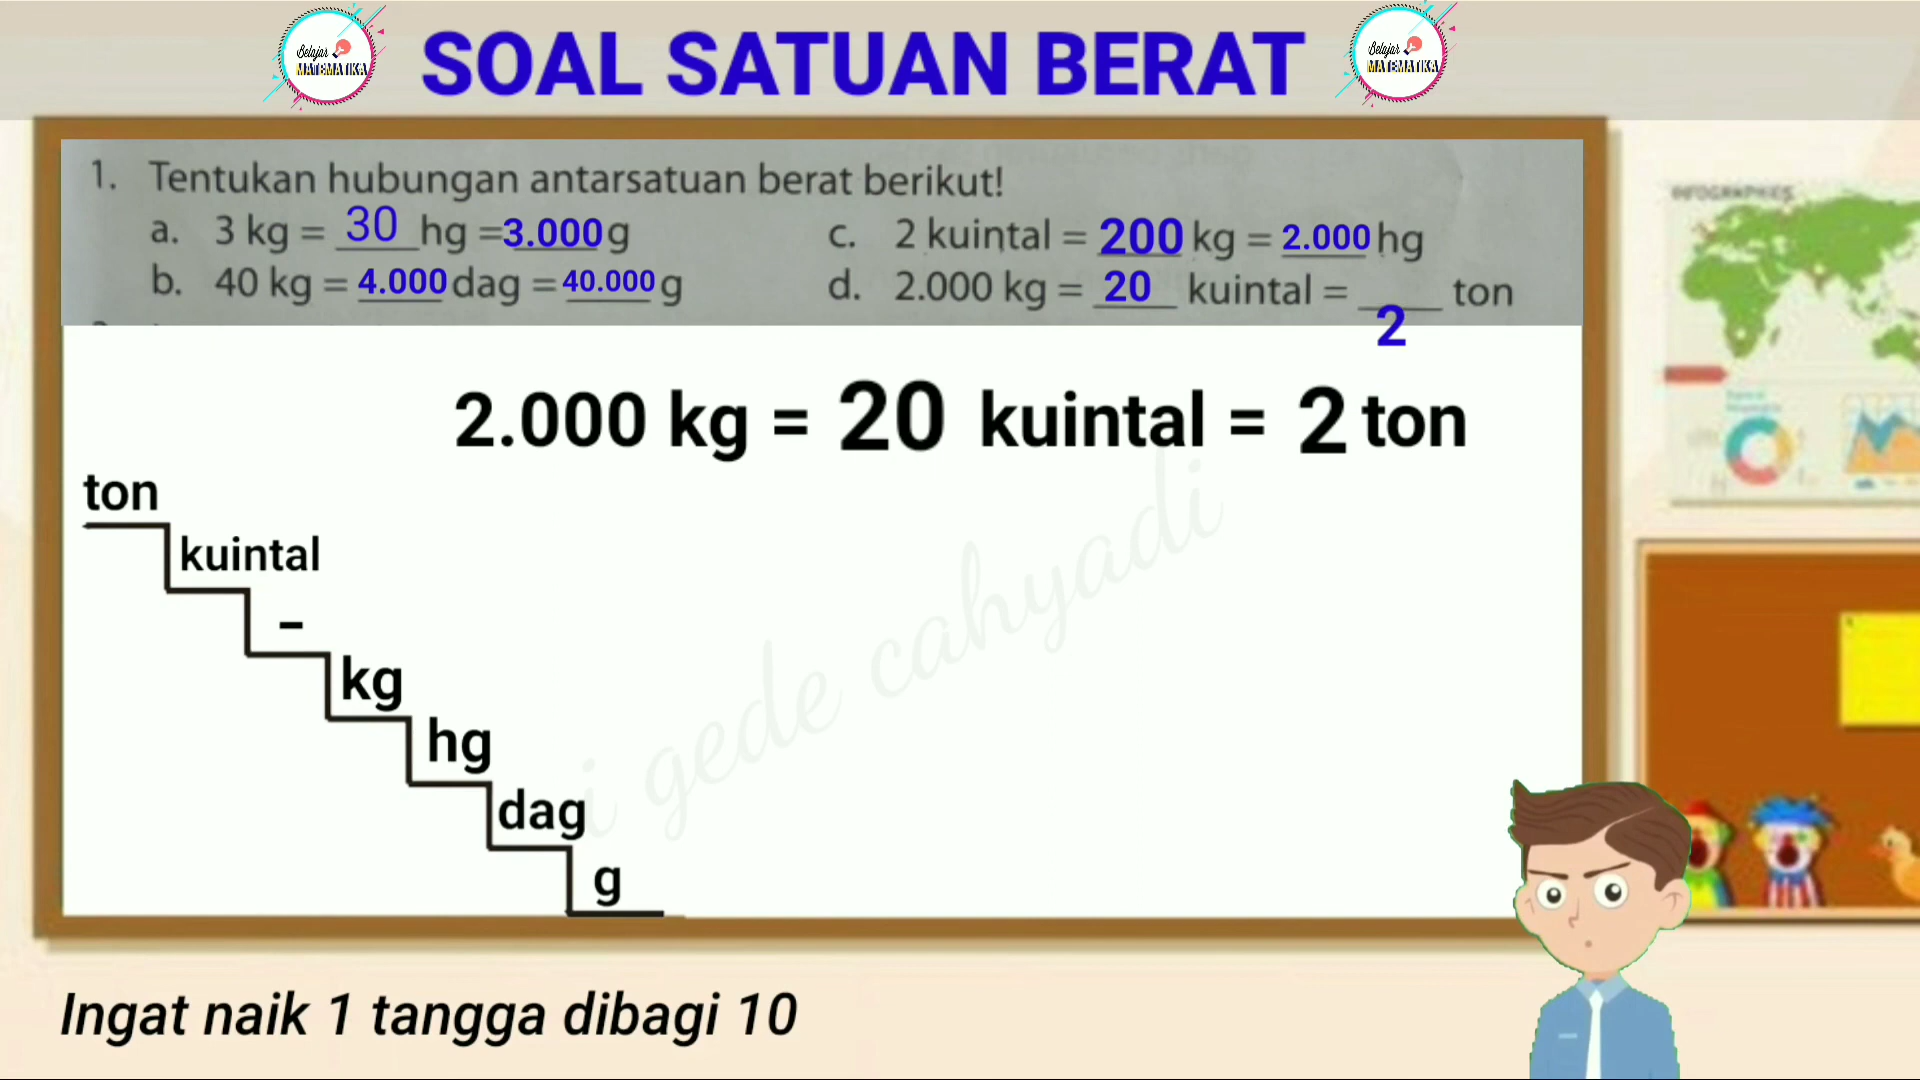 Belajar
MATEMATIKA
SOAL SATUAN BERAT
Belajar
MATEMATIKA
1. Tentukan hubungan antarsatuan berat berikut!
a. 3 kg = 30 hg = 3.000 g
b. 40 kg = 4.000 dag = 40.000 g
c. 2 kuintal = 200 kg = 2.000 hg
d. 2.000 kg = 20 kuintal = 2 ton
2.000 kg = 20 kuintal = 2 ton
ton
kuintal
-
kg
hg
dag
g
i gede cahyadi
INFOGRAPHICS
Ingat naik 1 tangga dibagi 10